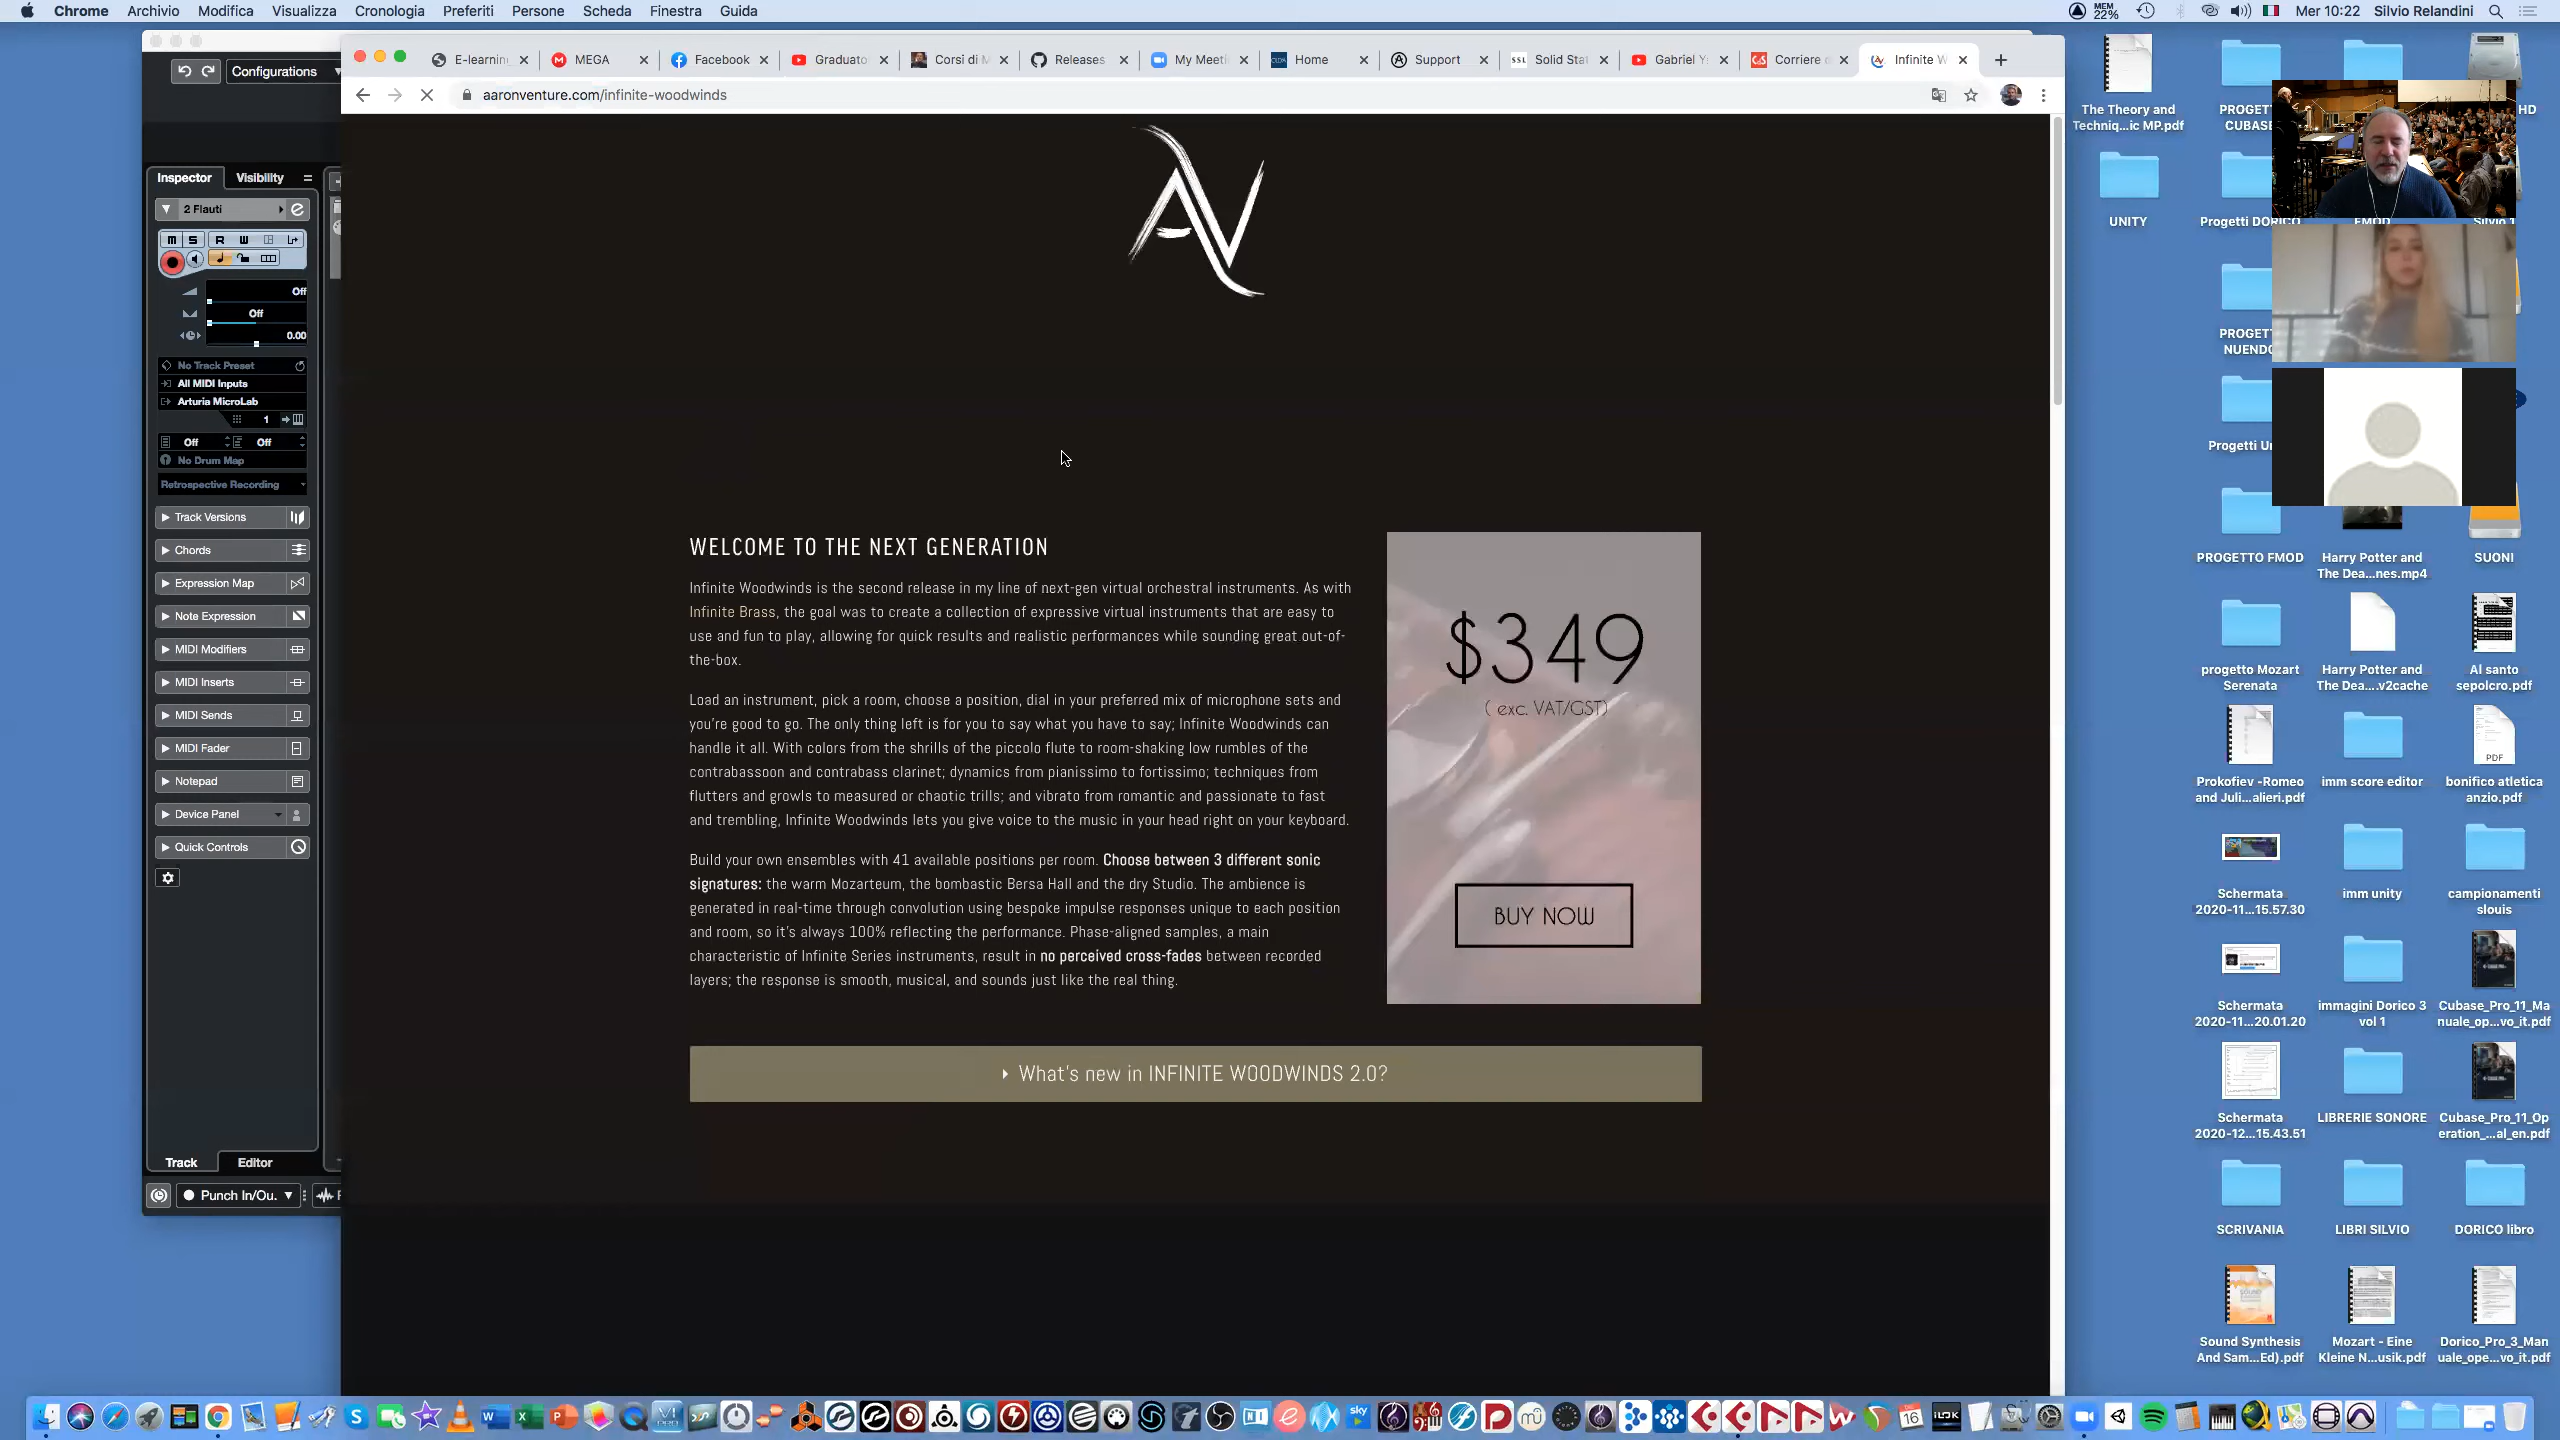 Chrome Archivio Modifica Visualizza Cronologia Preferiti Persone Scheda Finestra Guida
MEM 22% Mer 10:22 Silvio Relandini
Configurations
E-learning MEGA Facebook Graduato Corsi di M Releases My Meeti Home Support Solid Stat Gabriel Y Corriere d Infinite W
aaronventure.com/infinite-woodwinds
Inspector Visibility
2 Flauti
M S R W
Off
Off
0.00
No Track Preset
All MIDI Inputs
Arturia MicroLab
1
Off Off
No Drum Map
Retrospective Recording
Track Versions
Chords
Expression Map
Note Expression
MIDI Modifiers
MIDI Inserts
MIDI Sends
MIDI Fader
Notepad
Device Panel
Quick Controls
Track Editor
Punch In/Ou.
AV
WELCOME TO THE NEXT GENERATION
Infinite Woodwinds is the second release in my line of next-gen virtual orchestral instruments. As with
Infinite Brass, the goal was to create a collection of expressive virtual instruments that are easy to
use and fun to play, allowing for quick results and realistic performances while sounding great out-of-
the-box.
Load an instrument, pick a room, choose a position, dial in your preferred mix of microphone sets and
you're good to go. The only thing left is for you to say what you have to say; Infinite Woodwinds can
handle it all. With colors from the shrills of the piccolo flute to room-shaking low rumbles of the
contrabassoon and contrabass clarinet; dynamics from pianissimo to fortissimo; techniques from
flutters and growls to measured or chaotic trills; and vibrato from romantic and passionate to fast
and trembling, Infinite Woodwinds lets you give voice to the music in your head right on your keyboard.
Build your own ensembles with 41 available positions per room. Choose between 3 different sonic
signatures: the warm Mozarteum, the bombastic Bersa Hall and the dry Studio. The ambience is
generated in real-time through convolution using bespoke impulse responses unique to each position
and room, so it's always 100% reflecting the performance. Phase-aligned samples, a main
characteristic of Infinite Series instruments, result in no perceived cross-fades between recorded
layers; the response is smooth, musical, and sounds just like the real thing.
$349
( exc. VAT/GST)
BUY NOW
What's new in INFINITE WOODWINDS 2.0?
The Theory and
Techniq...ic MP.pdf
PROGETT
CUBASE
HD
UNITY
Progetti DORICO
FMOD
Silvio 1
PROGET
NUENDO
Progetti Un
PROGETTO FMOD
Harry Potter and
The Dea...nes.mp4
SUONI
progetto Mozart
Serenata
Harry Potter and
The Dea....v2cache
Al santo
sepolcro.pdf
Prokofiev -Romeo
and Juli...alieri.pdf
imm score editor
PDF
bonifico atletica
anzio.pdf
Schermata
2020-11...15.57.30
imm unity
campionamenti
slouis
Schermata
2020-11...20.01.20
immagini Dorico 3
vol 1
Cubase_Pro_11_Ma
nuale_op...vo_it.pdf
Schermata
2020-12...15.43.51
LIBRERIE SONORE
Cubase_Pro_11_Op
eration_...al_en.pdf
SCRIVANIA
LIBRI SILVIO
DORICO libro
Sound Synthesis
And Sam...Ed).pdf
Mozart - Eine
Kleine N...usik.pdf
Dorico_Pro_3_Man
uale_ope...vo_it.pdf